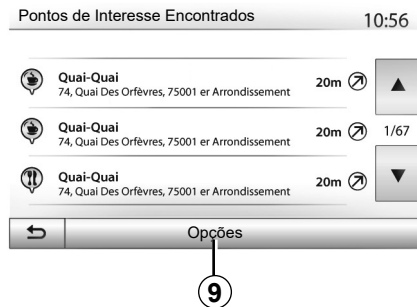 Pontos de Interesse Encontrados 10:56
Quai-Quai
74, Quai Des Orfèvres, 75001 er Arrondissement
20m
Quai-Quai
74, Quai Des Orfèvres, 75001 er Arrondissement
20m
1/67
Quai-Quai
74, Quai Des Orfèvres, 75001 er Arrondissement
20m
Opções
9